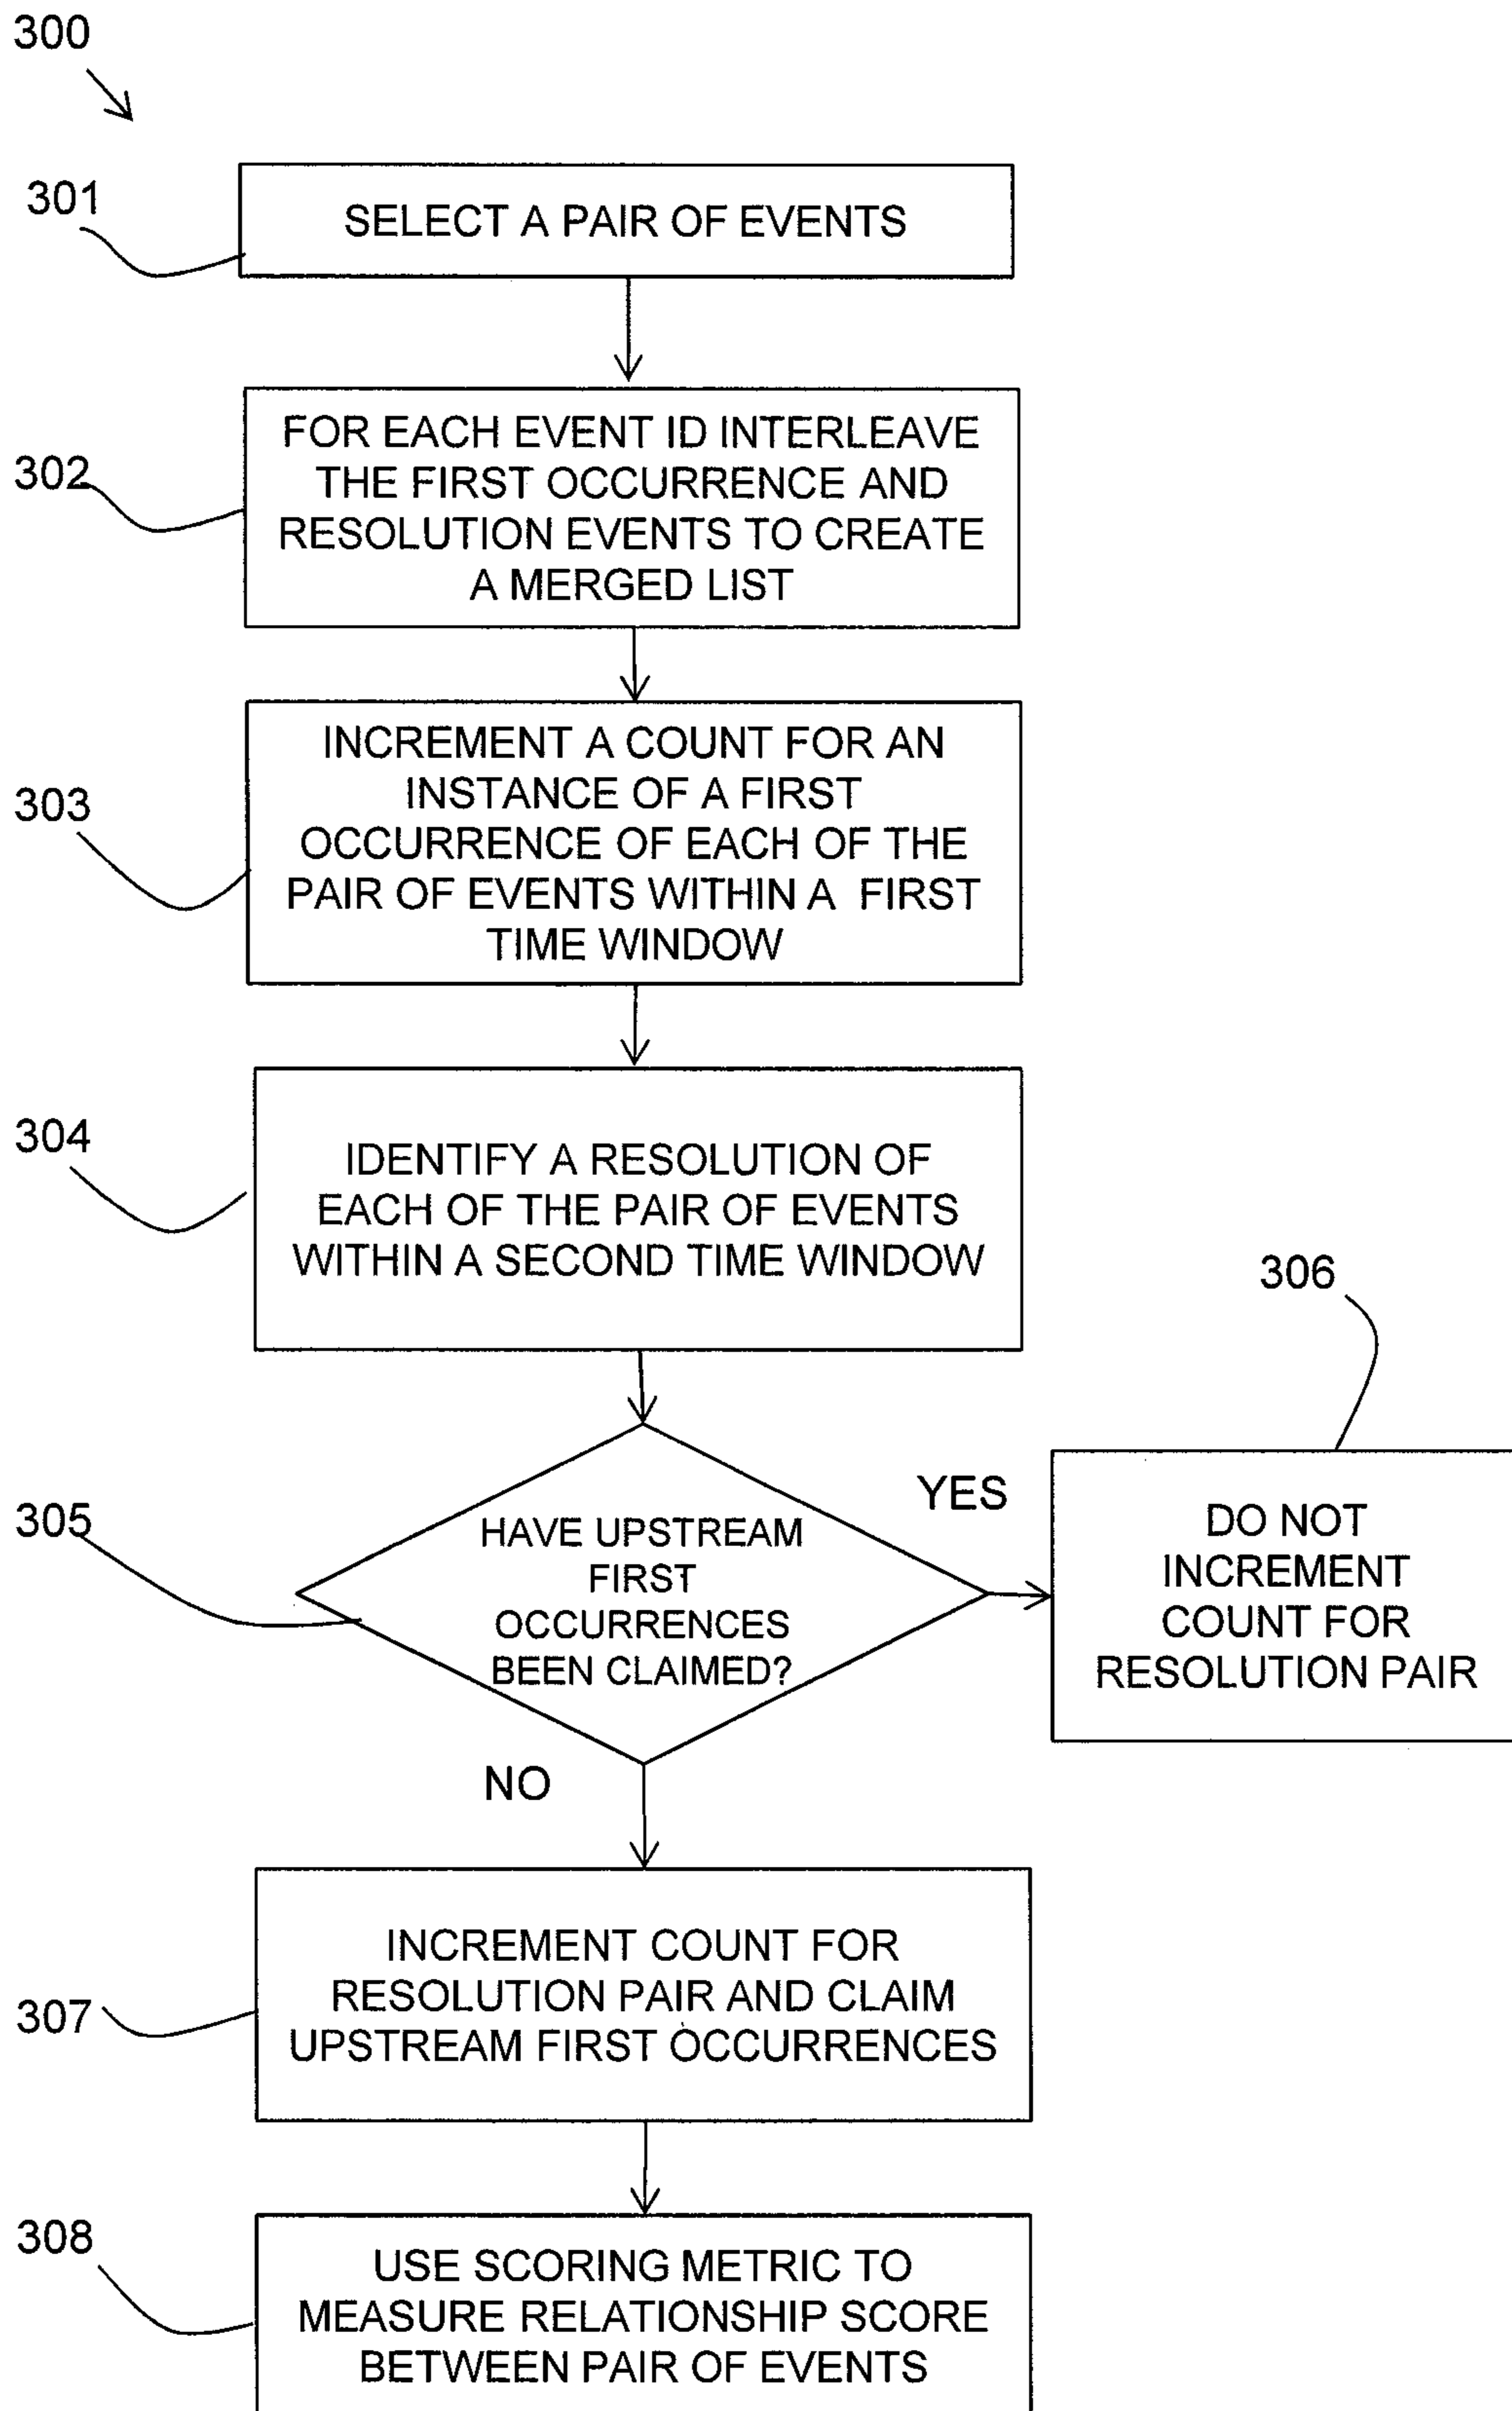 300
301
SELECT A PAIR OF EVENTS
302
FOR EACH EVENT ID INTERLEAVE
THE FIRST OCCURRENCE AND
RESOLUTION EVENTS TO CREATE
A MERGED LIST
303
INCREMENT A COUNT FOR AN
INSTANCE OF A FIRST
OCCURRENCE OF EACH OF THE
PAIR OF EVENTS WITHIN A FIRST
TIME WINDOW
304
IDENTIFY A RESOLUTION OF
EACH OF THE PAIR OF EVENTS
WITHIN A SECOND TIME WINDOW
305
HAVE UPSTREAM
FIRST
OCCURRENCES
BEEN CLAIMED?
YES
306
DO NOT
INCREMENT
COUNT FOR
RESOLUTION PAIR
NO
307
INCREMENT COUNT FOR
RESOLUTION PAIR AND CLAIM
UPSTREAM FIRST OCCURRENCES
308
USE SCORING METRIC TO
MEASURE RELATIONSHIP SCORE
BETWEEN PAIR OF EVENTS